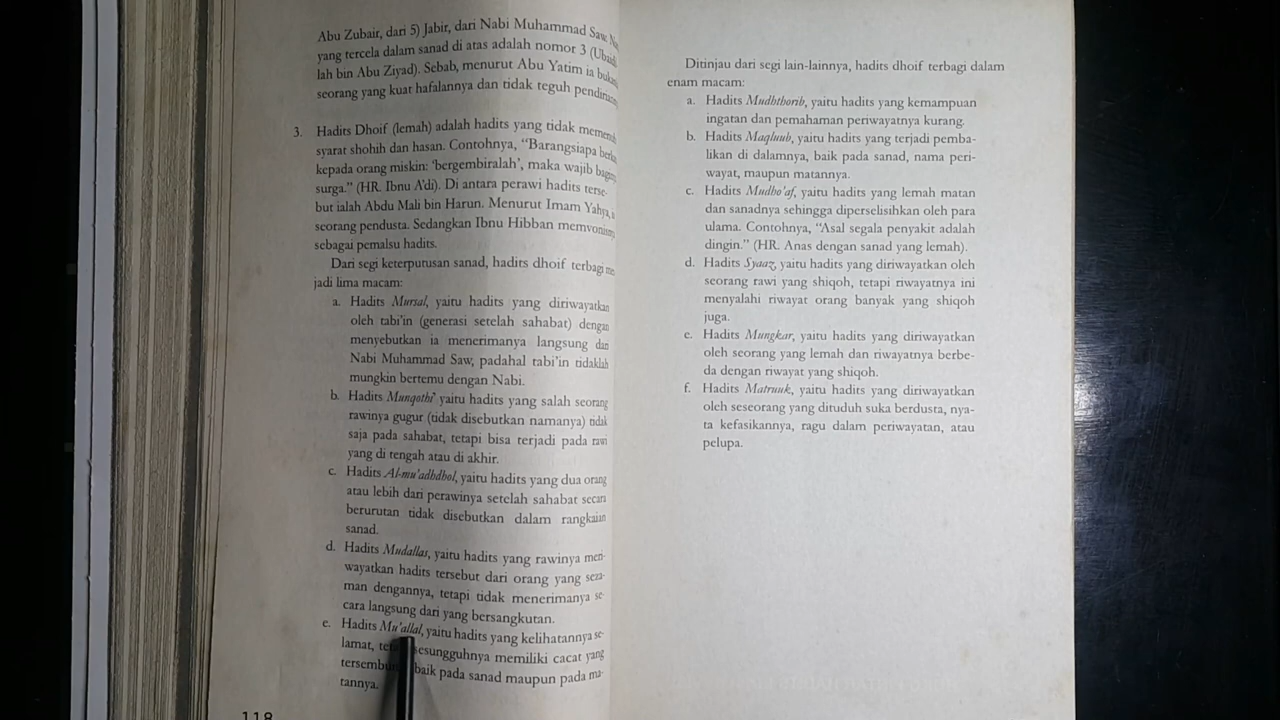 Abu Zubair, dari 5) Jabir, dari Nabi Muhammad Saw.
yang tercela dalam sanad di atas adalah nomor 3
lah bin Abu Ziyad). Sebab, menurut Abu Yatim ia
seorang yang kuat hafalannya dan tidak teguh
3. Hadits Dhoif (lemah) adalah hadits yang tidak
syarat shohih dan hasan. Contohnya, “Barangsiapa
kepada orang miskin: ‘bergembiralah’, maka wajib
surga.” (HR. Ibnu A’di). Di antara perawi hadits terse-
but ialah Abdu Mali bin Harun. Menurut Imam Yahya,
seorang pendusta. Sedangkan Ibnu Hibban
sebagai pemalsu hadits.
Dari segi keterputusan sanad, hadits dhoif terbagi
jadi lima macam:
a. Hadits Mursal, yaitu hadits yang diriwayatkan
oleh tabi’in (generasi setelah sahabat) dengan
menyebutkan ia menerimanya langsung dari
Nabi Muhammad Saw, padahal tabi’in tidaklah
mungkin bertemu dengan Nabi.
b. Hadits Munqothi’ yaitu hadits yang salah seorang
rawinya gugur (tidak disebutkan namanya) tidak
saja pada sahabat, tetapi bisa terjadi pada rawi
yang di tengah atau di akhir.
c. Hadits Al-mu’adhdhol, yaitu hadits yang dua orang
atau lebih dari perawinya setelah sahabat secara
berurutan tidak disebutkan dalam rangkaian
sanad.
d. Hadits Mudallas, yaitu hadits yang rawinya men-
wayatkan hadits tersebut dari orang yang seza-
man dengannya, tetapi tidak menerimanya se-
cara langsung dari yang bersangkutan.
e. Hadits Mu’allal, yaitu hadits yang kelihatannya se-
lamat, sesungguhnya memiliki cacat yang
baik pada sanad maupun pada ma-
tannya.
118
Ditinjau dari segi lain-lainnya, hadits dhoif terbagi dalam
enam macam:
a. Hadits Mudhthorib, yaitu hadits yang kemampuan
ingatan dan pemahaman periwayatnya kurang.
b. Hadits Maqluub, yaitu hadits yang terjadi pemba-
likan di dalamnya, baik pada sanad, nama peri-
wayat, maupun matannya.
c. Hadits Mudho’af, yaitu hadits yang lemah matan
dan sanadnya sehingga diperselisihkan oleh para
ulama. Contohnya, “Asal segala penyakit adalah
dingin.” (HR. Anas dengan sanad yang lemah).
d. Hadits Syaaz, yaitu hadits yang diriwayatkan oleh
seorang rawi yang shiqoh, tetapi riwayatnya ini
menyalahi riwayat orang banyak yang shiqoh
juga.
e. Hadits Mungkar, yaitu hadits yang diriwayatkan
oleh seorang yang lemah dan riwayatnya berbe-
da dengan riwayat yang shiqoh.
f. Hadits Matruuk, yaitu hadits yang diriwayatkan
oleh seseorang yang dituduh suka berdusta, nya-
ta kefasikannya, ragu dalam periwayatan, atau
pelupa.